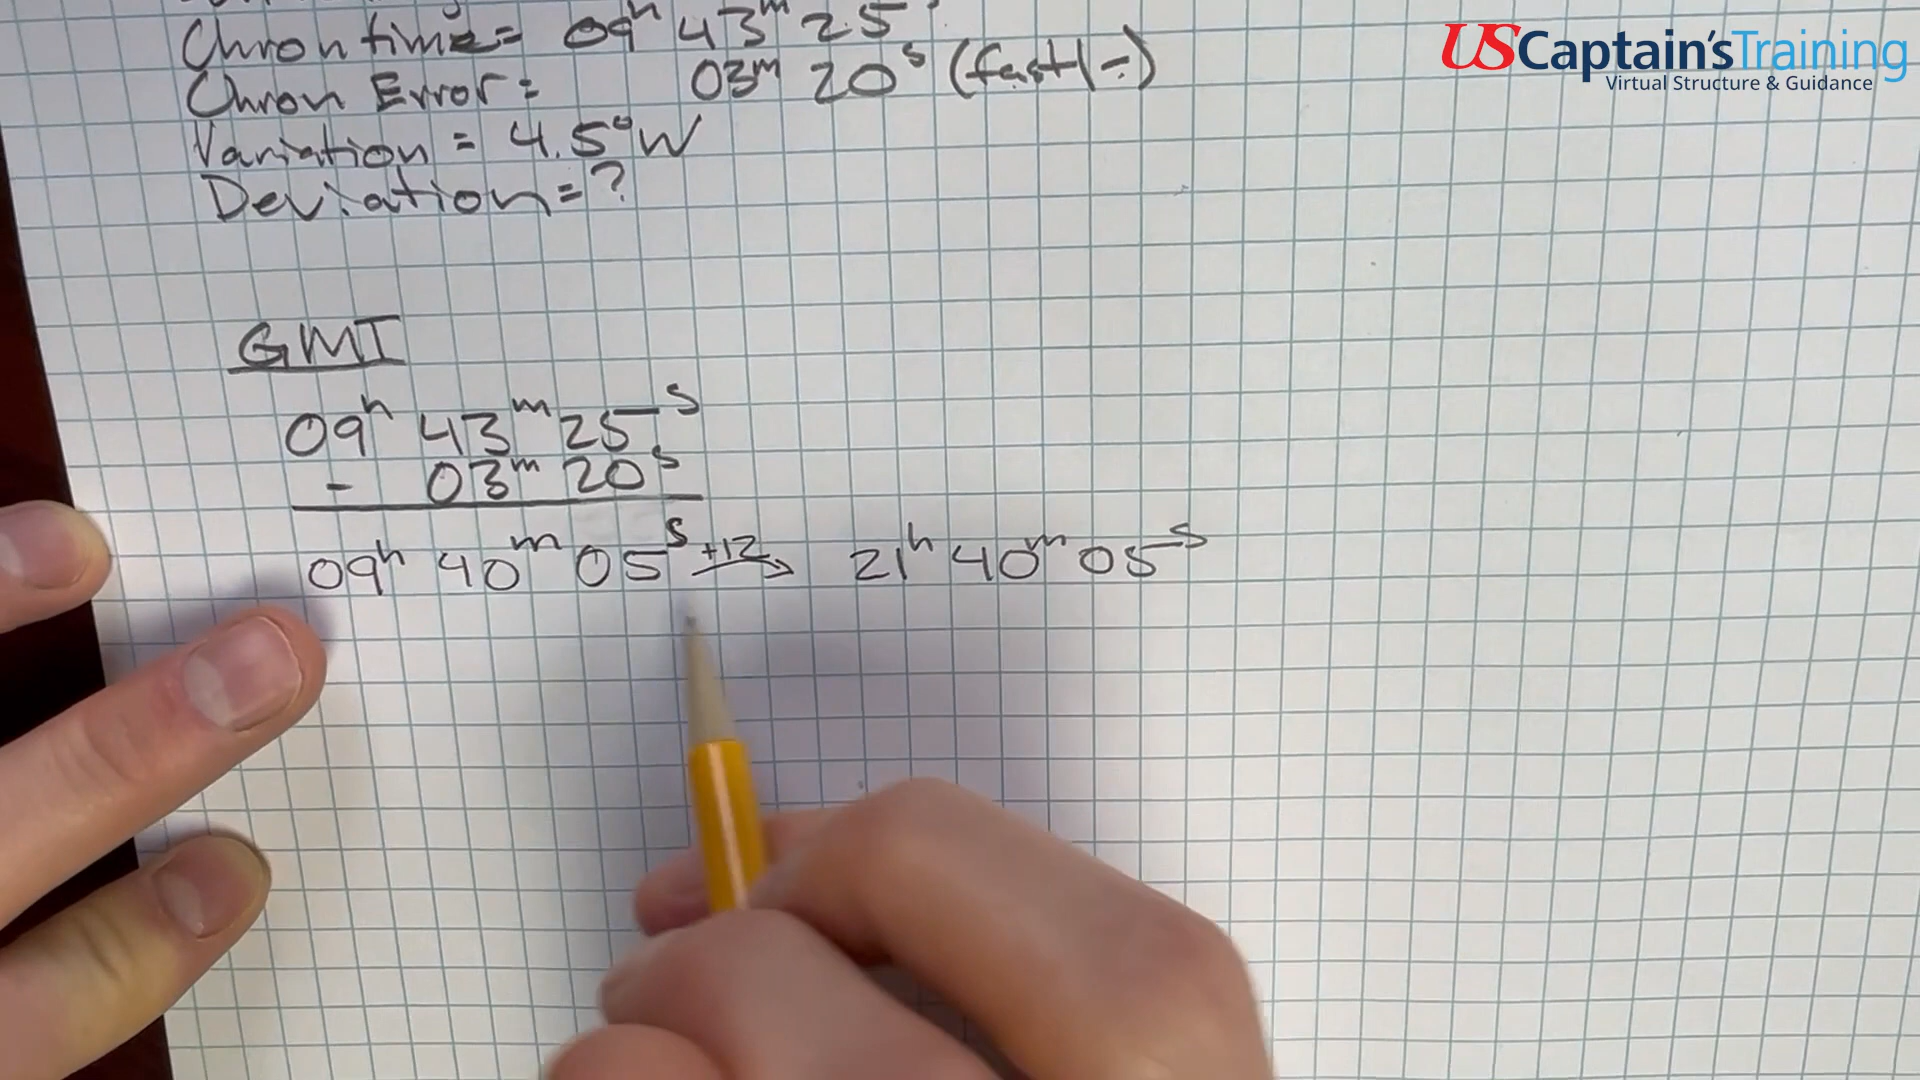 USCaptain'sTraining
Virtual Structure & Guidance
Chron time= 09h 43m 25s
Chron Error= 03m 20s (fast/-)
Variation = 4.5°W
Deviation=?
GMT
09h 43m 25s
- 03m 20s
09h 40m 05s +12→ 21h 40m 05s